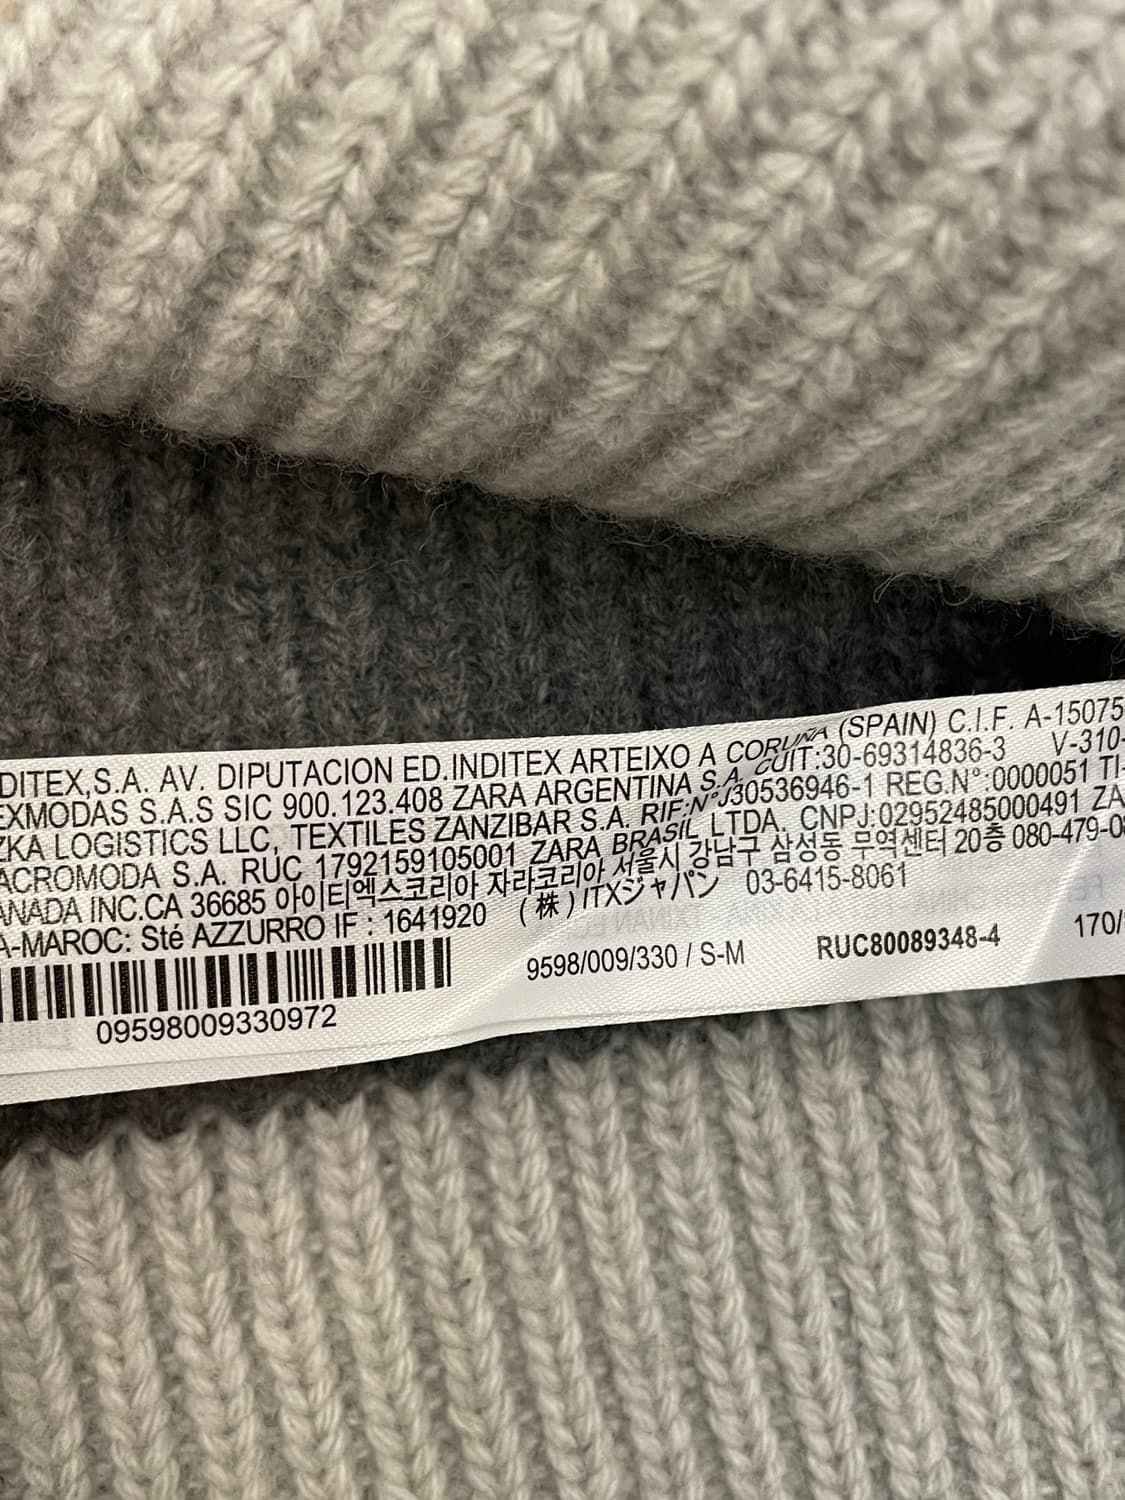 DITEX,S.A. AV. DIPUTACION ED.INDITEX ARTEIXO A CORUÑA (SPAIN) C.I.F. A-15075
EXMODAS S.A.S SIC 900.123.408 ZARA ARGENTINA S.A. CUIT:30-69314836-3 V-310-
ZKA LOGISTICS LLC, TEXTILES ZANZIBAR S.A. RIF:N°J30536946-1 REG.N°:0000051 TI-
ACROMODA S.A. RUC 1792159105001 ZARA BRASIL LTDA. CNPJ:02952485000491 ZA
ANADA INC.CA 36685 아이티엑스코리아 자라코리아 서울시 강남구 삼성동 무역센터 20층 080-479-08
A-MAROC: Sté AZZURRO IF : 1641920 (株)ITXジャパン 03-6415-8061
9598/009/330 / S-M RUC80089348-4 170/
09598009330972